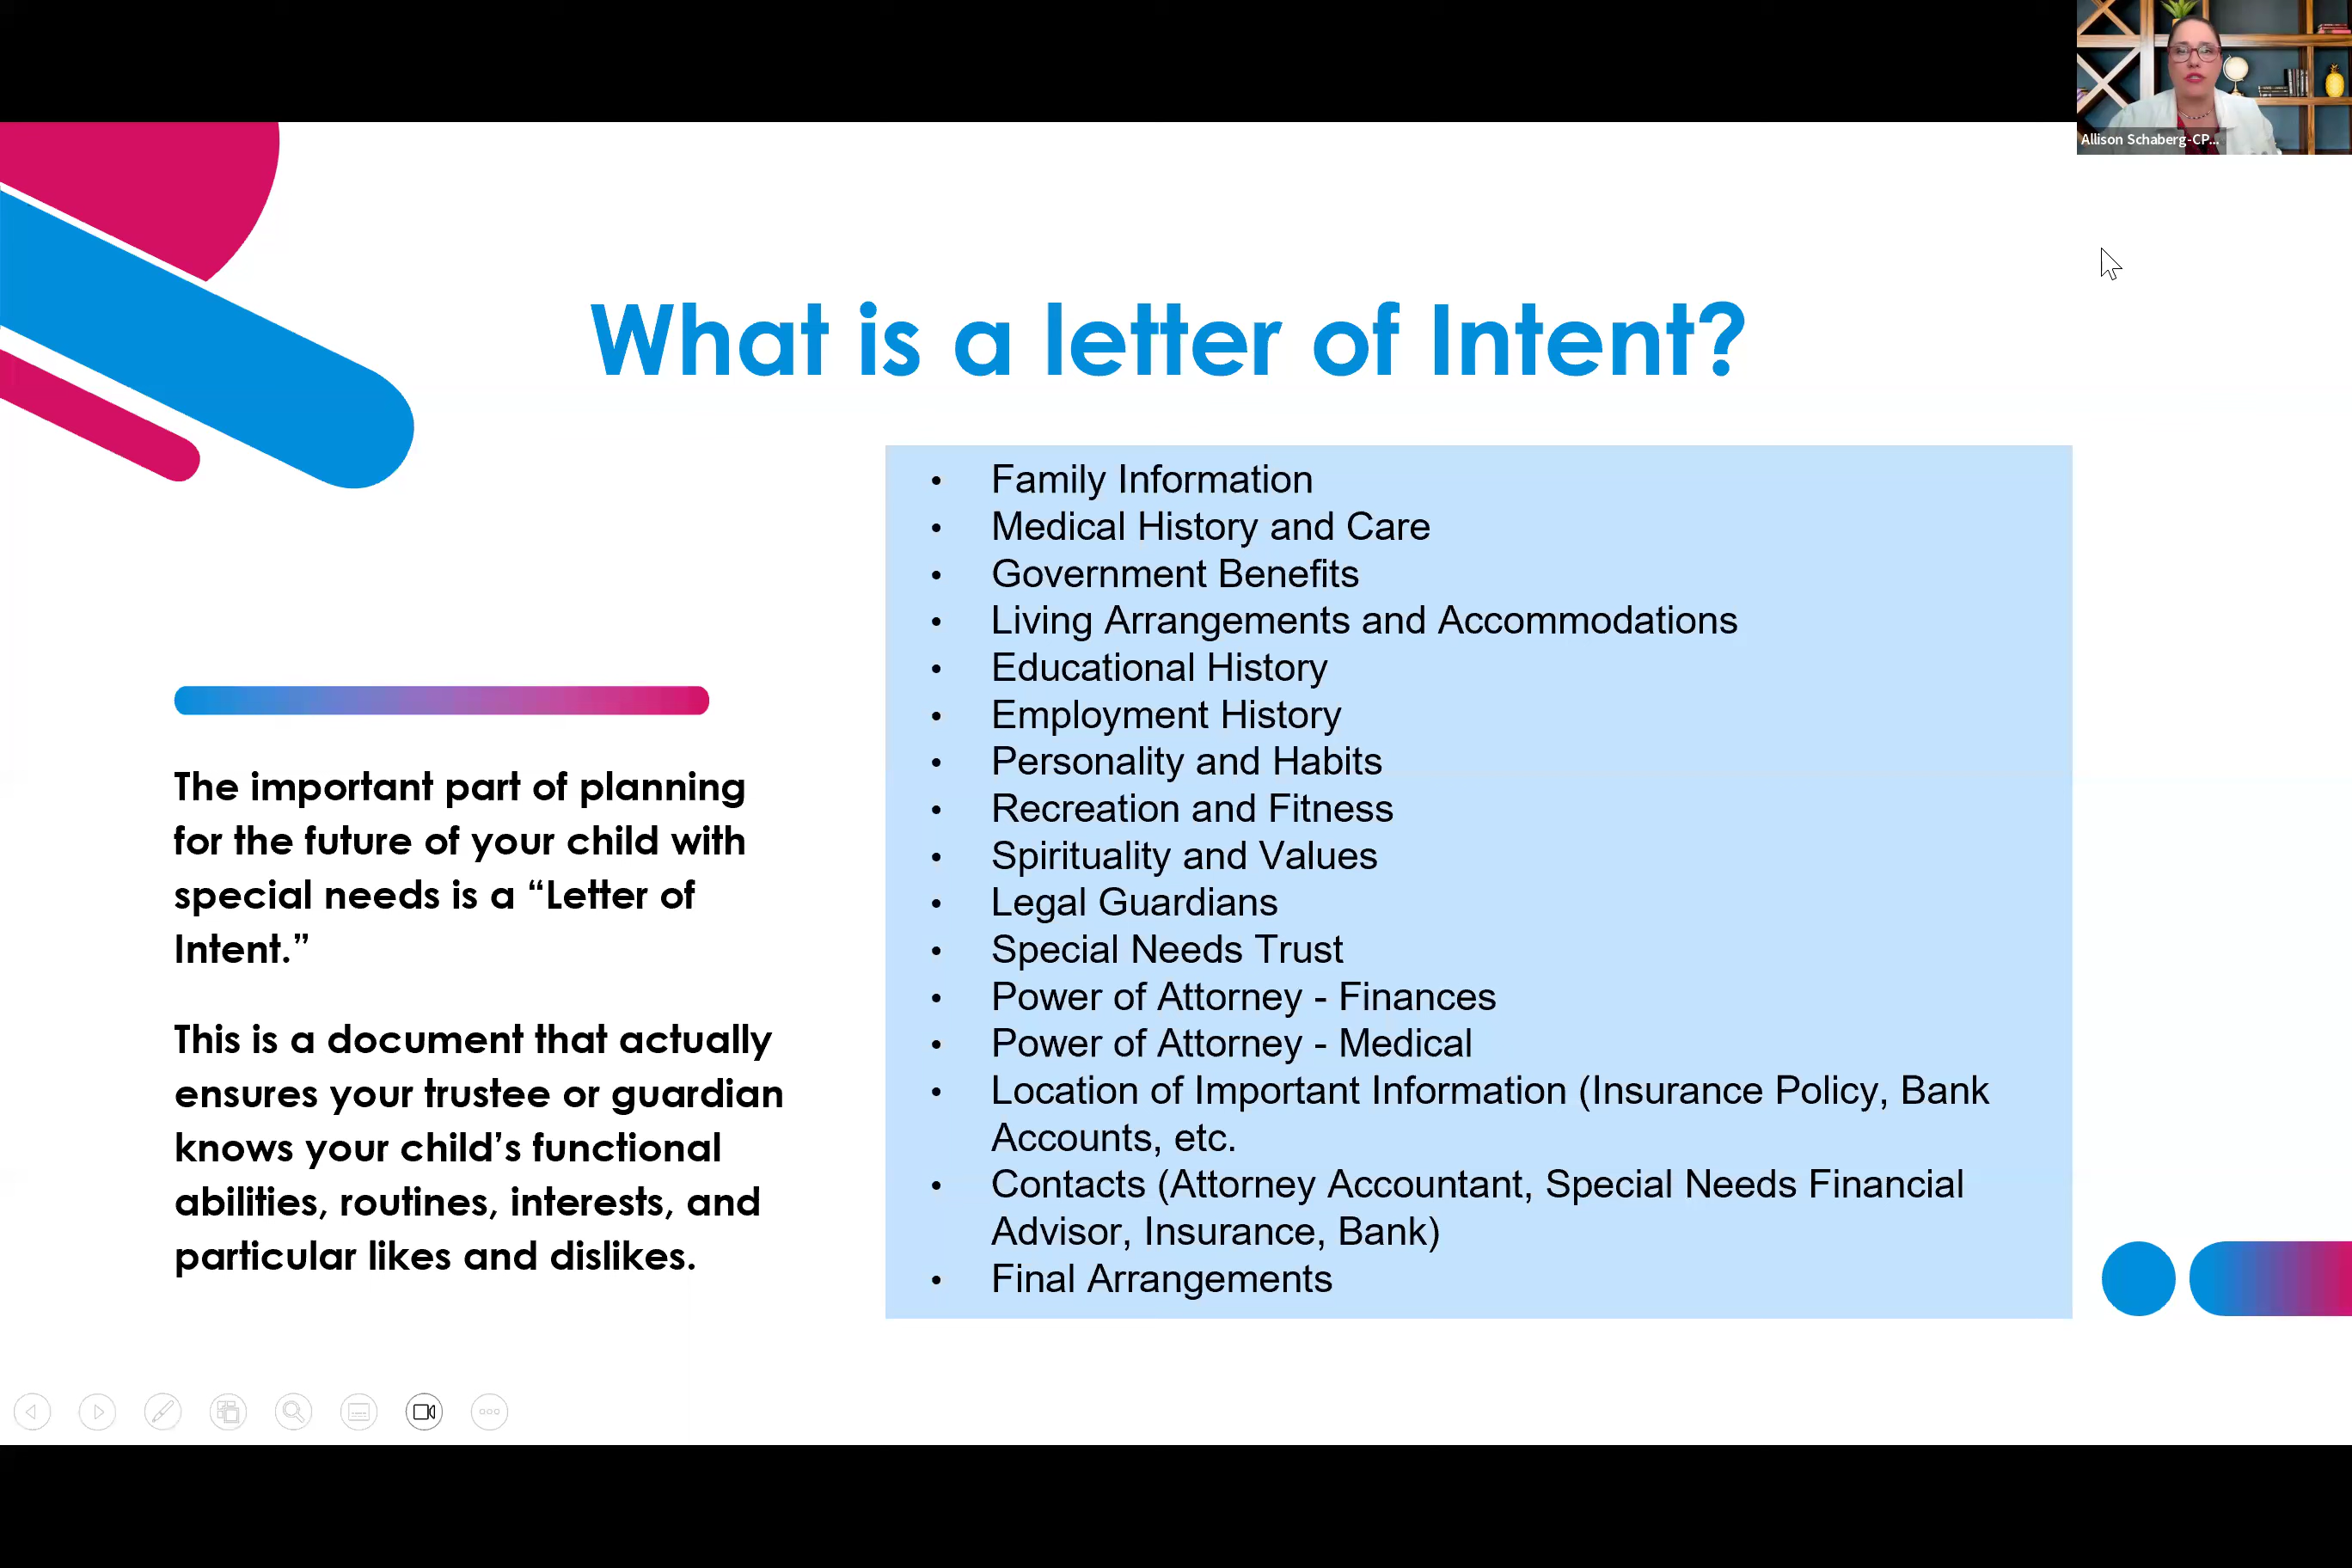 Allison Schaberg-CP...
What is a letter of Intent?
The important part of planning
for the future of your child with
special needs is a “Letter of
Intent.”
This is a document that actually
ensures your trustee or guardian
knows your child’s functional
abilities, routines, interests, and
particular likes and dislikes.
• Family Information
• Medical History and Care
• Government Benefits
• Living Arrangements and Accommodations
• Educational History
• Employment History
• Personality and Habits
• Recreation and Fitness
• Spirituality and Values
• Legal Guardians
• Special Needs Trust
• Power of Attorney - Finances
• Power of Attorney - Medical
• Location of Important Information (Insurance Policy, Bank
Accounts, etc.
• Contacts (Attorney Accountant, Special Needs Financial
Advisor, Insurance, Bank)
• Final Arrangements